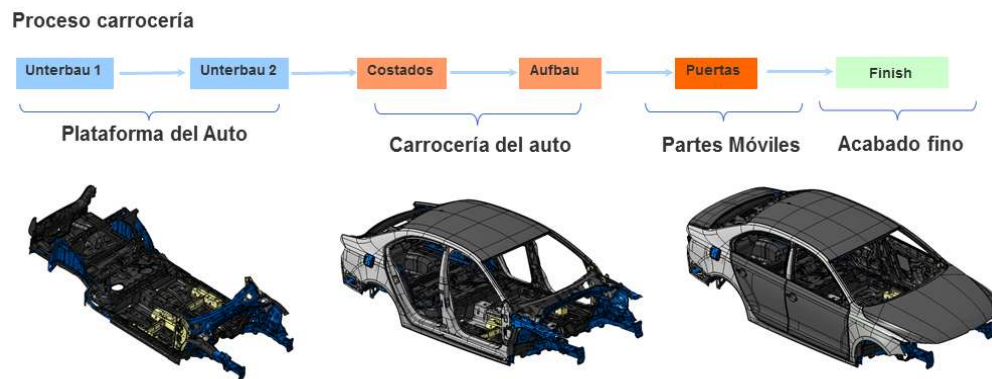 Proceso carrocería
Unterbau 1
Unterbau 2
Costados
Aufbau
Puertas
Finish
Plataforma del Auto
Carrocería del auto
Partes Móviles
Acabado fino